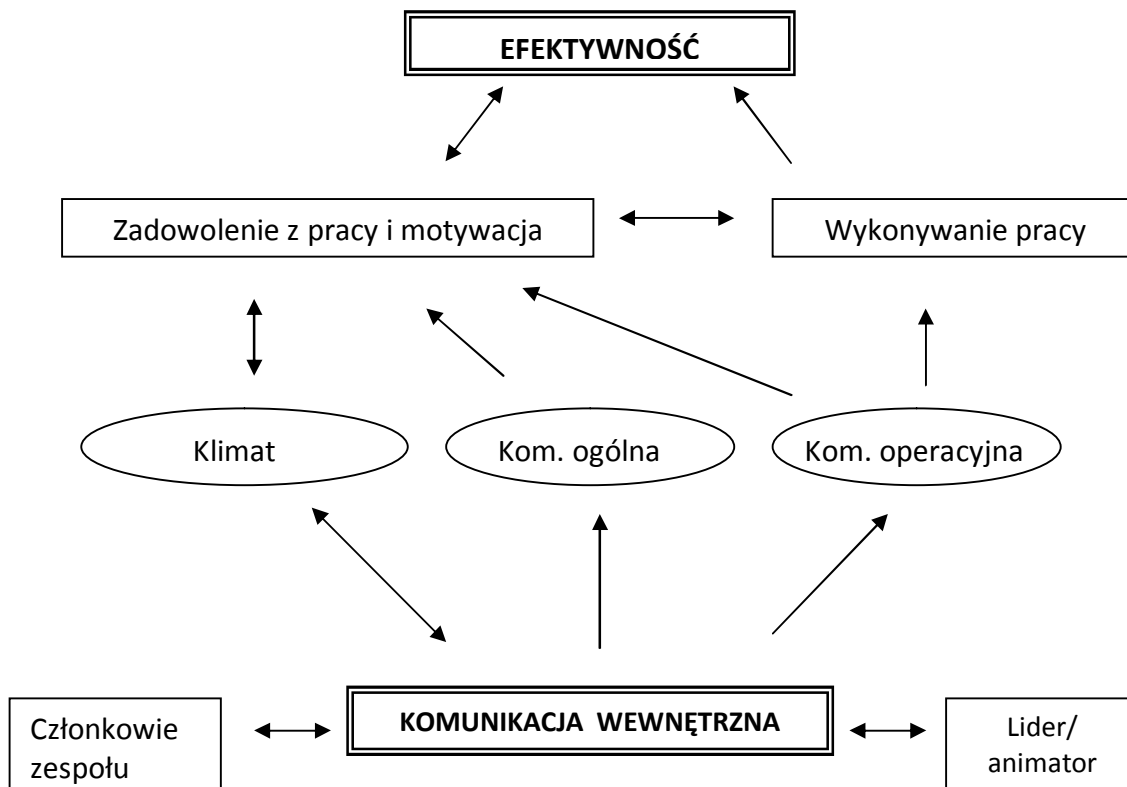 EFEKTYWNOŚĆ
Zadowolenie z pracy i motywacja
Wykonywanie pracy
Klimat
Kom. ogólna
Kom. operacyjna
Członkowie
zespołu
KOMUNIKACJA WEWNĘTRZNA
Lider/
animator